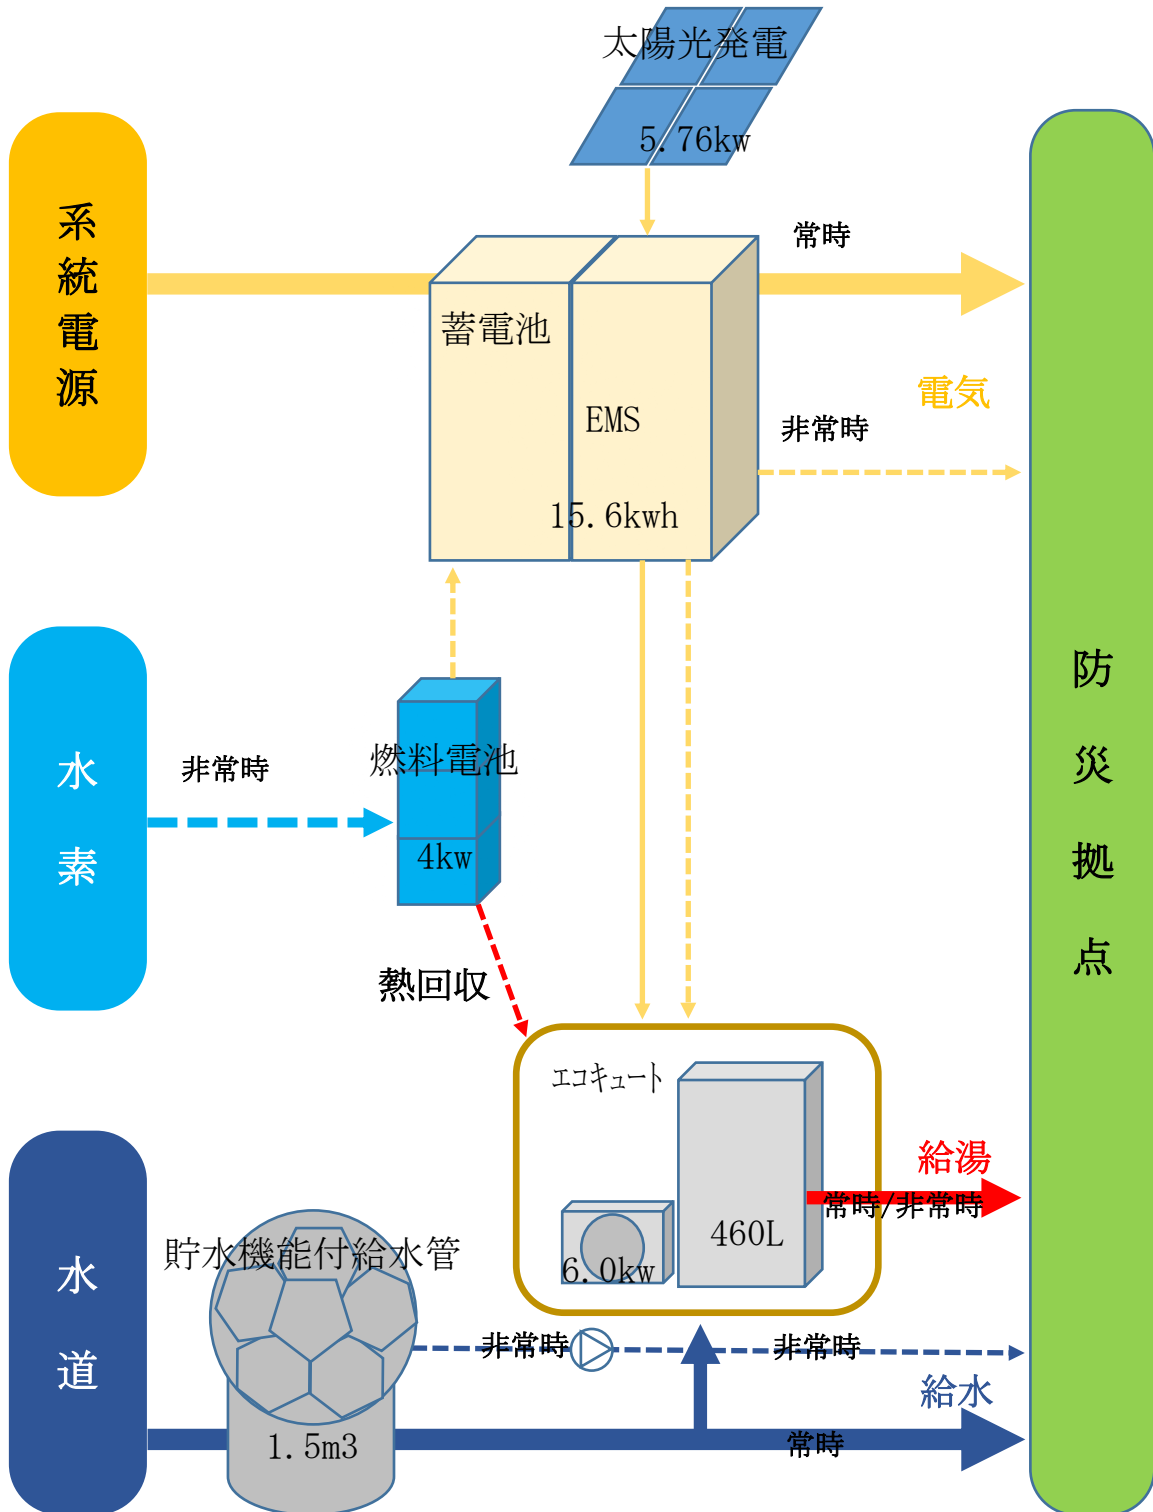 太陽光発電
5.76kw
系統電源
常時
蓄電池
電気
EMS
非常時
15.6kwh
水素
非常時
燃料電池
4kw
防災拠点
熱回収
エコキュート
給湯
常時/非常時
460L
6.0kw
水道
貯水機能付給水管
非常時
非常時
給水
常時
1.5m3